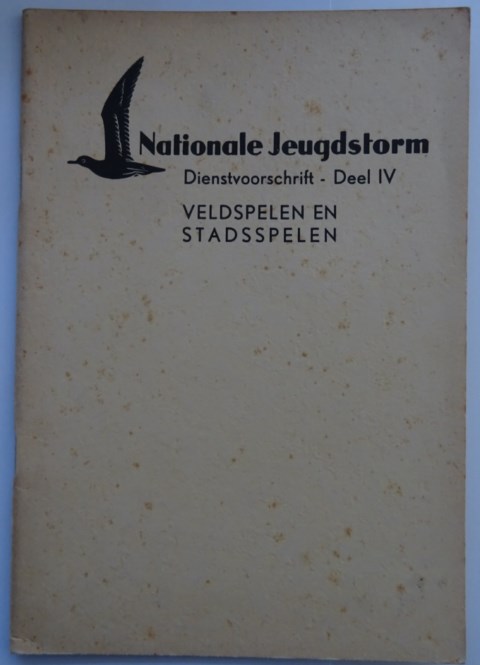 Nationale Jeugdstorm
Dienstvoorschrift - Deel IV
VELDSPELEN EN
STADSSPELEN